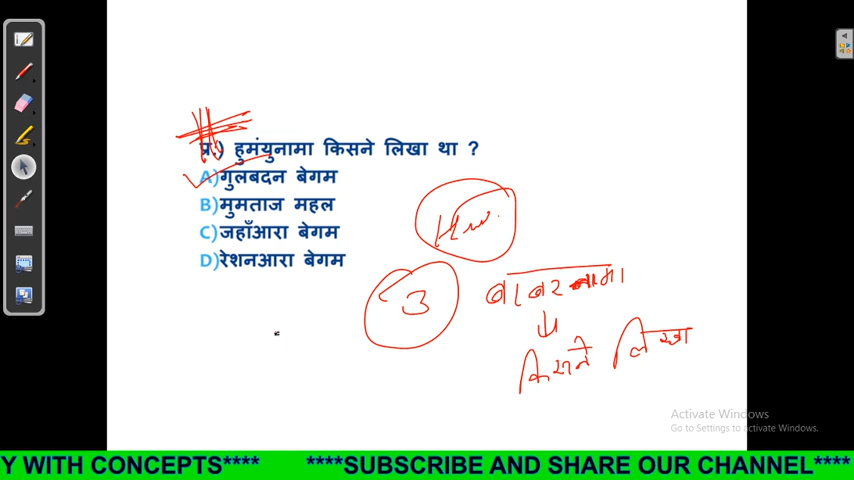 प्र.) हुमंयुनामा किसने लिखा था ?
A)गुलबदन बेगम
B)मुमताज महल
C)जहाँआरा बेगम
D)रेशनआरा बेगम
H.w.
3
बाबरनामा
किसने लिखा
Activate Windows
Go to Settings to activate Windows.
Y WITH CONCEPTS**** ****SUBSCRIBE AND SHARE OUR CHANNEL****